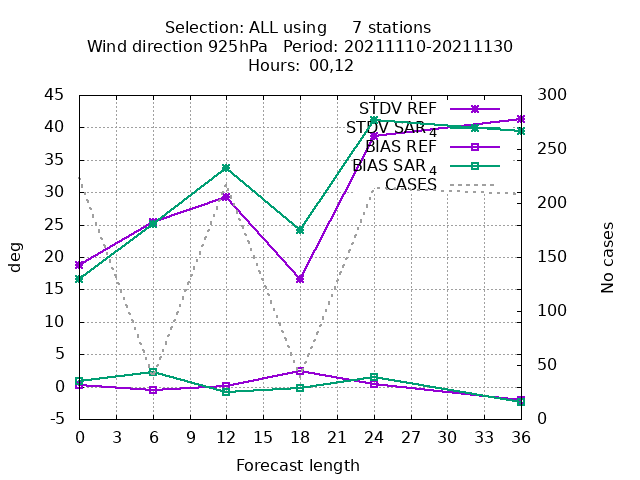 Selection: ALL using 7 stations
Wind direction 925hPa Period: 20211110-20211130
Hours: 00,12
45 300
STDV REF
40 STDV SAR 4
BIAS REF 250
35 BIAS SAR 4
CASES
30 200
25
20 150
15
10 100
5 50
0
-5 0
deg
No cases
0 3 6 9 12 15 18 21 24 27 30 33 36
Forecast length